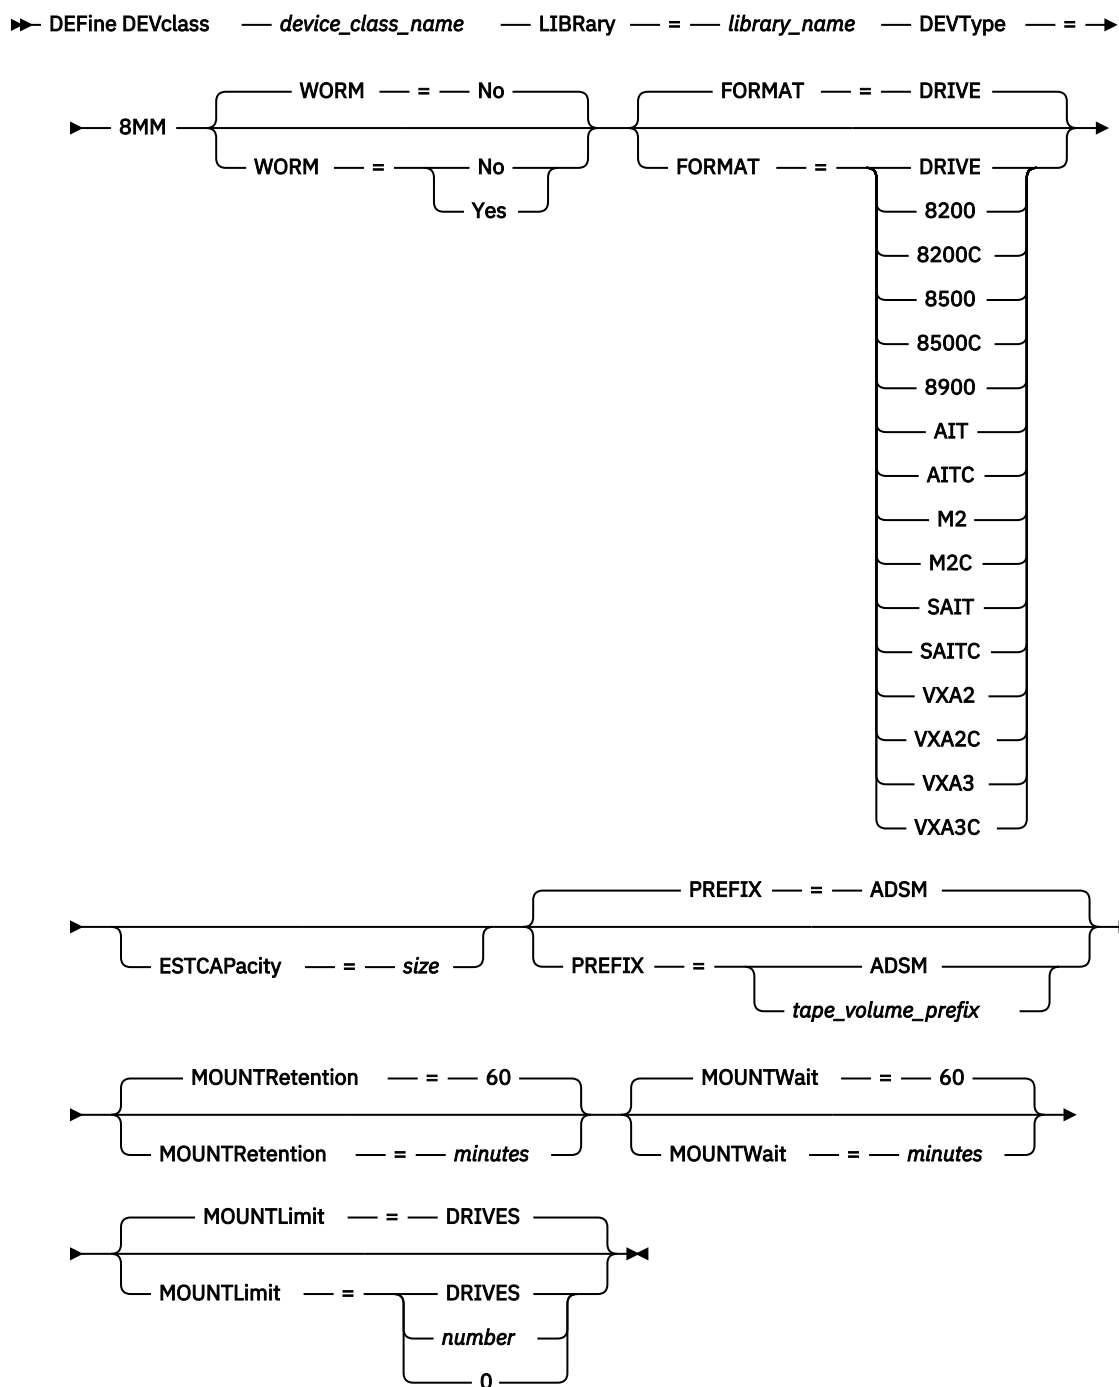 DEFine DEVclass device_class_name LIBRary = library_name DEVType =
WORM = No FORMAT = DRIVE
8MM
WORM = No FORMAT = DRIVE
Yes 8200
8200C
8500
8500C
8900
AIT
AITC
M2
M2C
SAIT
SAITC
VXA2
VXA2C
VXA3
VXA3C
PREFIX = ADSM
ESTCAPacity = size PREFIX = ADSM
tape_volume_prefix
MOUNTRetention = 60 MOUNTWait = 60
MOUNTRetention = minutes MOUNTWait = minutes
MOUNTLimit = DRIVES
MOUNTLimit = DRIVES
number
0